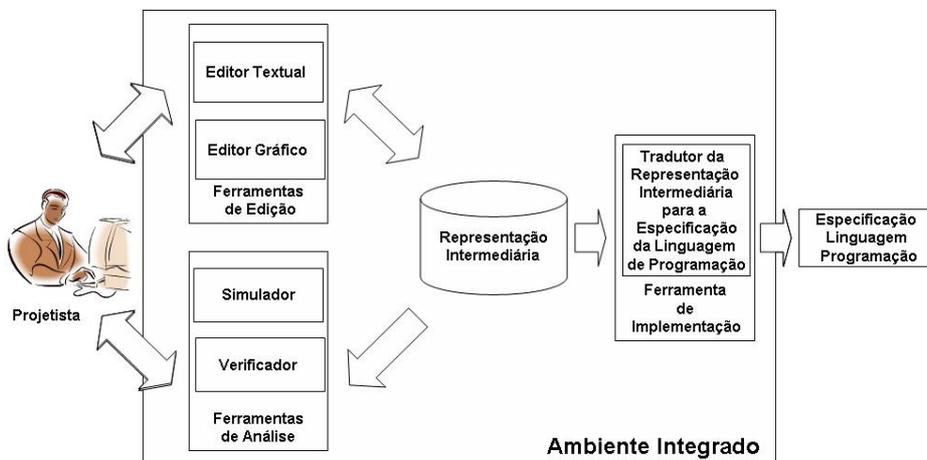 Editor Textual
Editor Gráfico
Ferramentas
de Edição
Projetista
Simulador
Verificador
Ferramentas
de Análise
Representação
Intermediária
Tradutor da
Representação
Intermediária
para a
Especificação
da Linguagem
de Programação
Ferramenta
de
Implementação
Especificação
Linguagem
Programação
Ambiente Integrado